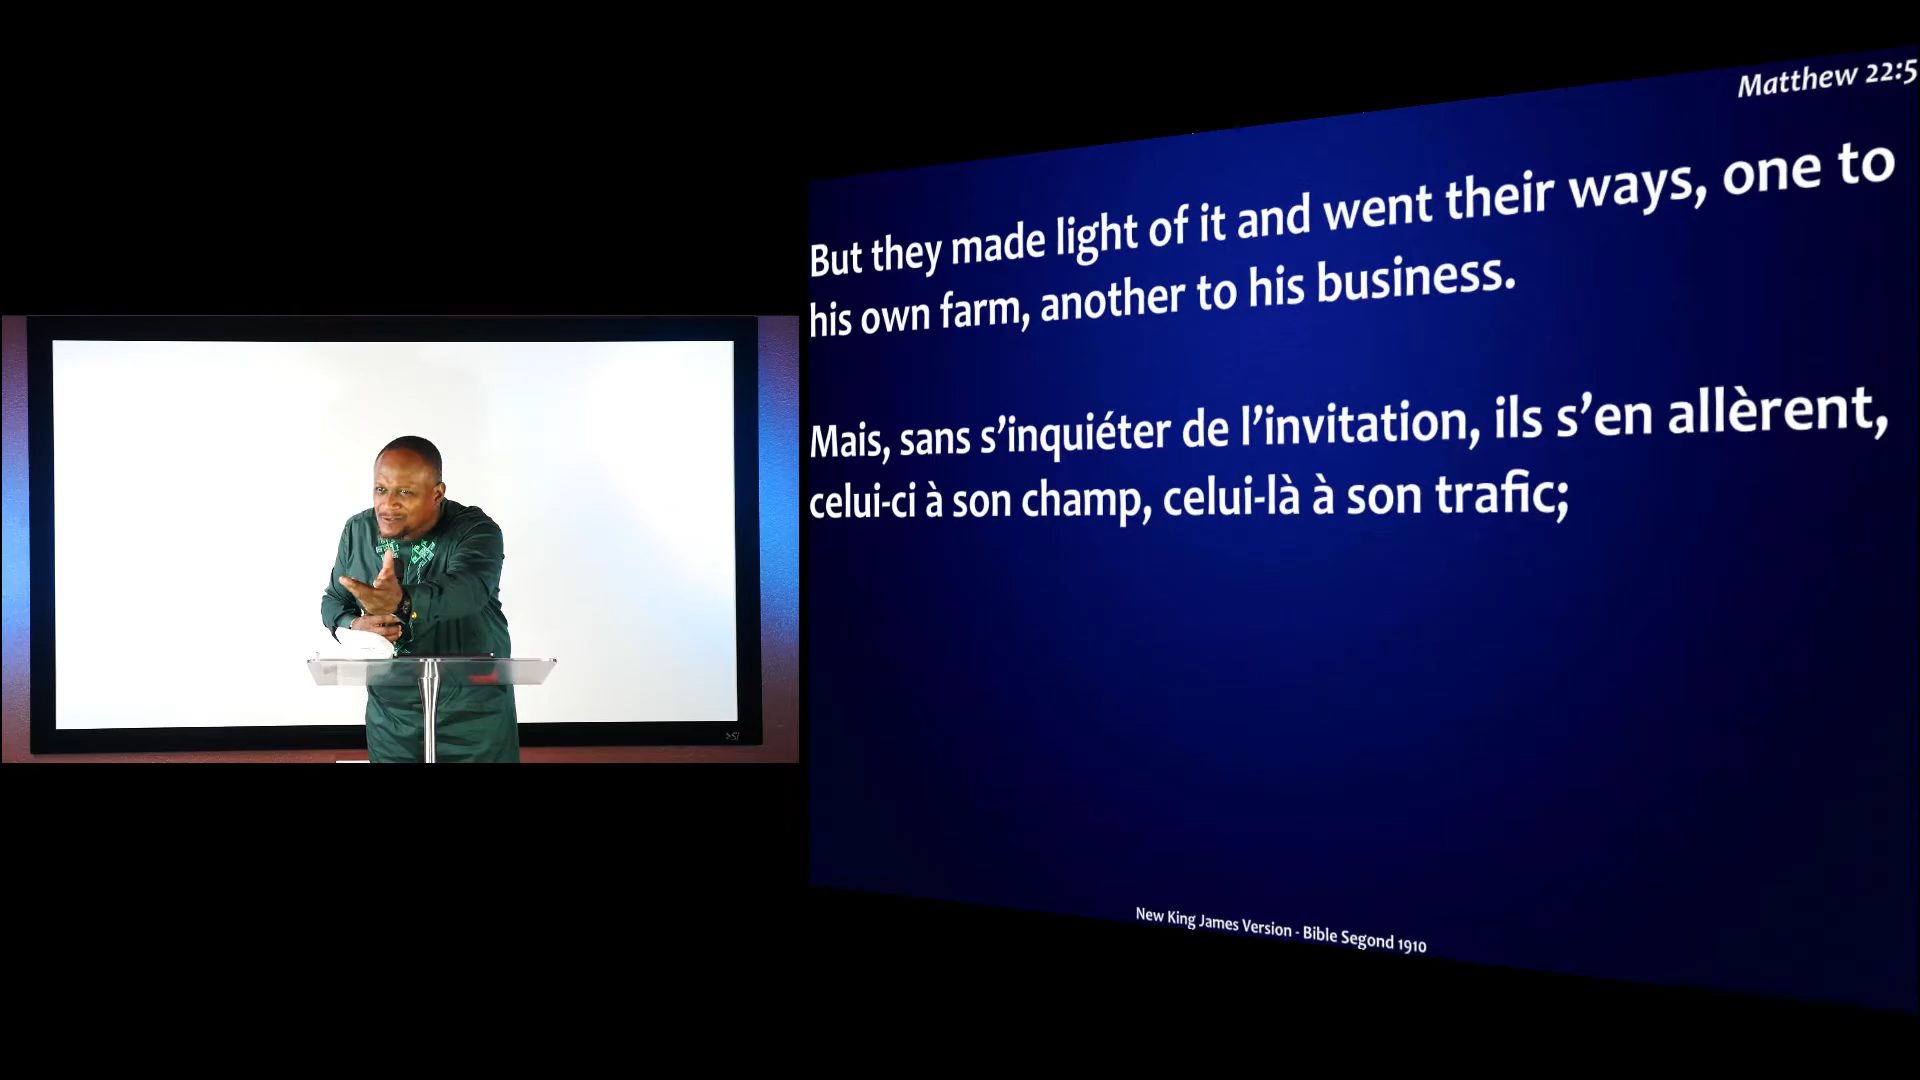 Matthew 22:5
But they made light of it and went their ways, one to
his own farm, another to his business.
Mais, sans s’inquiéter de l’invitation, ils s’en allèrent,
celui-ci à son champ, celui-là à son trafic;
New King James Version - Bible Segond 1910